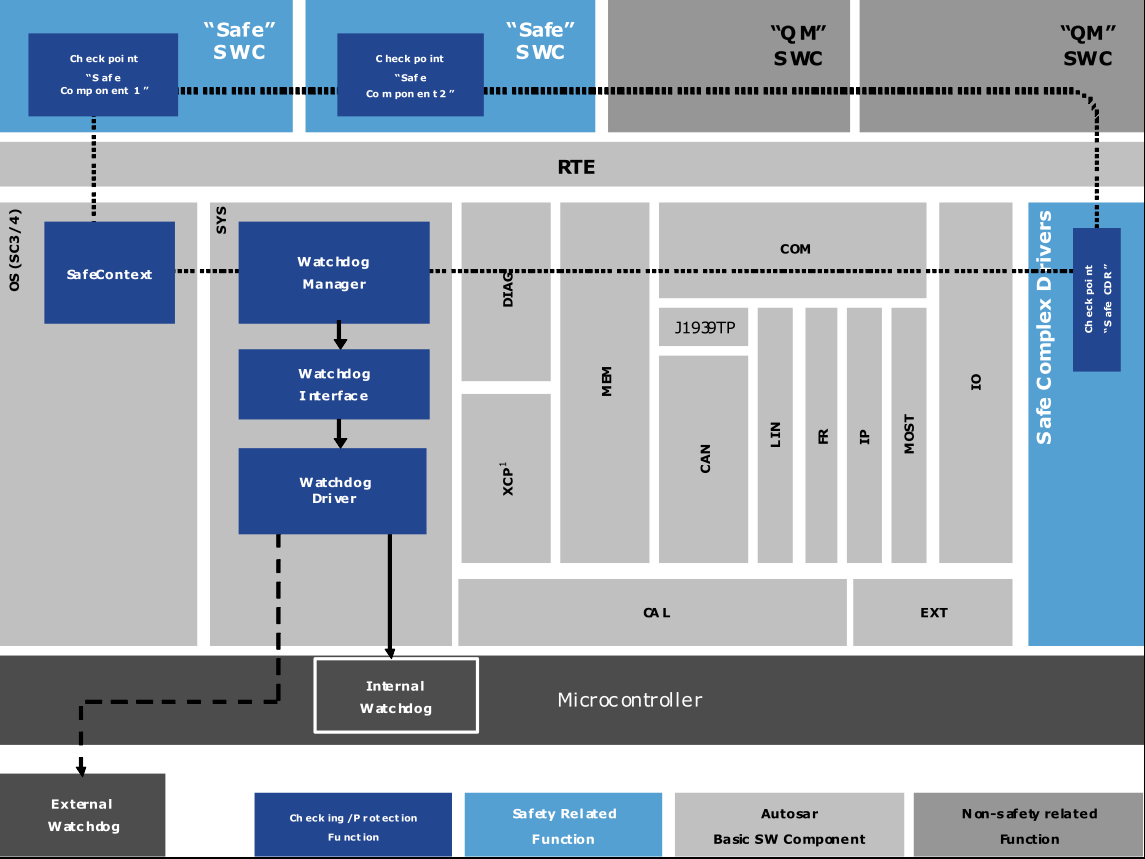 “Safe”
SWC
Checkpoint
“Safe
Component 1”
“Safe”
SWC
Checkpoint
“Safe
Component 2”
“QM”
SWC
“QM”
SWC
RTE
OS (SC3/4)
SafeContext
SYS
Watchdog
Manager
Watchdog
Interface
Watchdog
Driver
DIAG
XCP1
MEM
COM
J1939TP
CAN
LIN
FR
IP
MOST
IO
Safe Complex Drivers
Checkpoint
“Safe CDR”
CAL
EXT
Internal
Watchdog
Microcontroller
External
Watchdog
Checking/Protection
Function
Safety Related
Function
Autosar
Basic SW Component
Non-safety related
Function